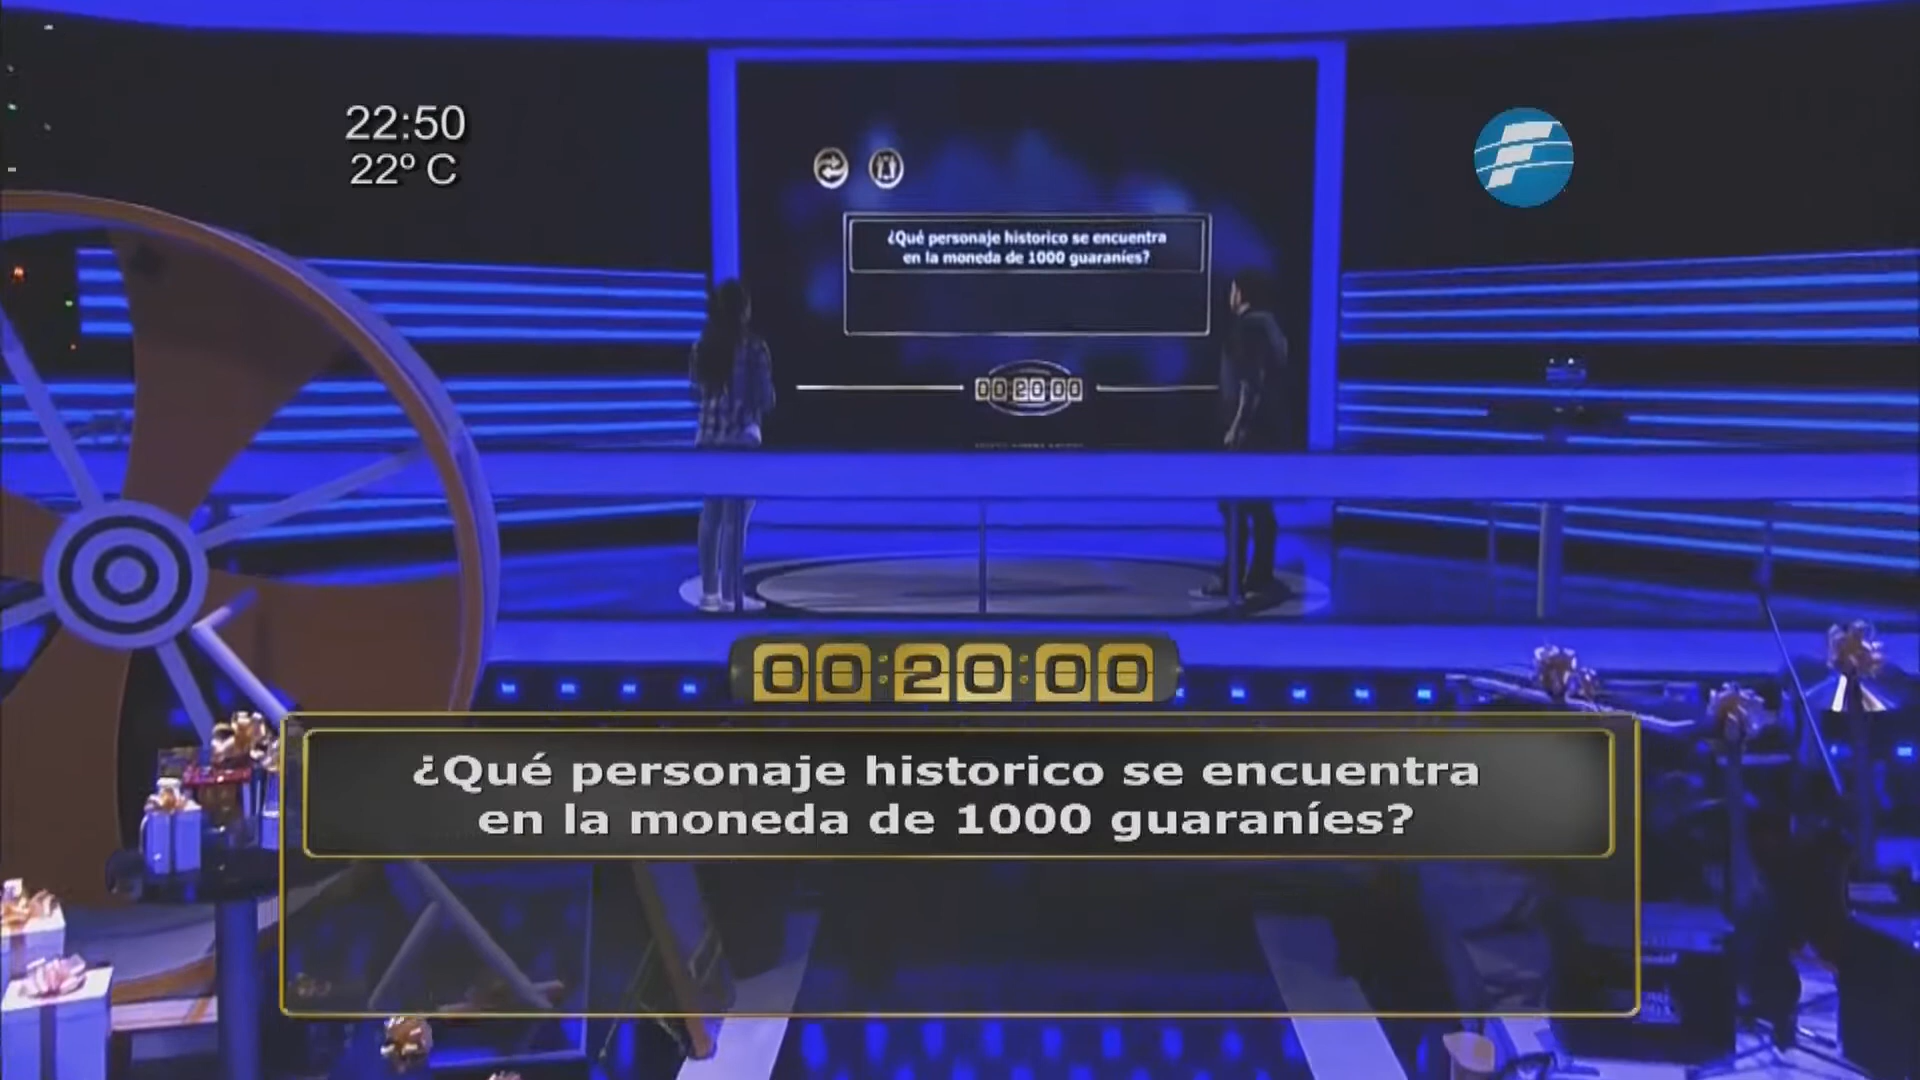 22:50
22º C
¿Qué personaje historico se encuentra
en la moneda de 1000 guaraníes?
00:20:00
00:20:00
¿Qué personaje historico se encuentra
en la moneda de 1000 guaraníes?